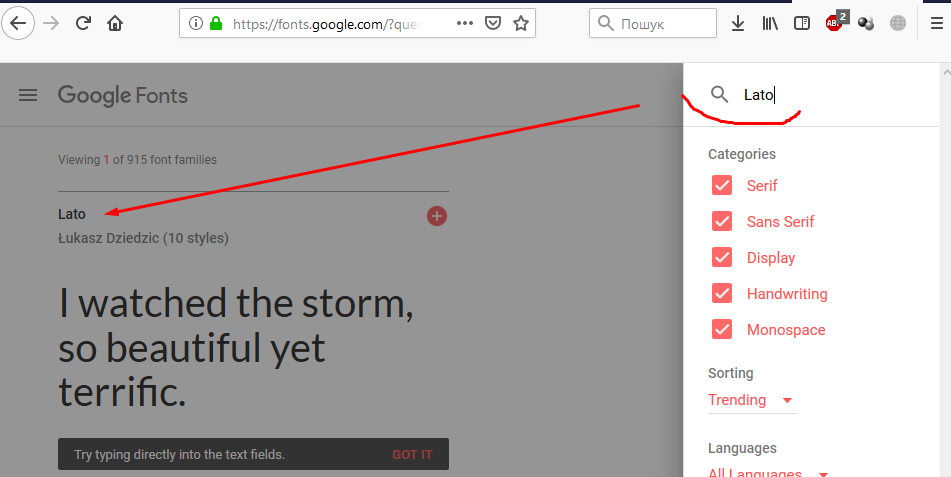 https://fonts.google.com/?que
Пошук
ABP
2
Google Fonts
Lato
Viewing 1 of 915 font families
Lato
Łukasz Dziedzic (10 styles)
I watched the storm,
so beautiful yet
terrific.
Try typing directly into the text fields. GOT IT
Categories
Serif
Sans Serif
Display
Handwriting
Monospace
Sorting
Trending
Languages
All Languages